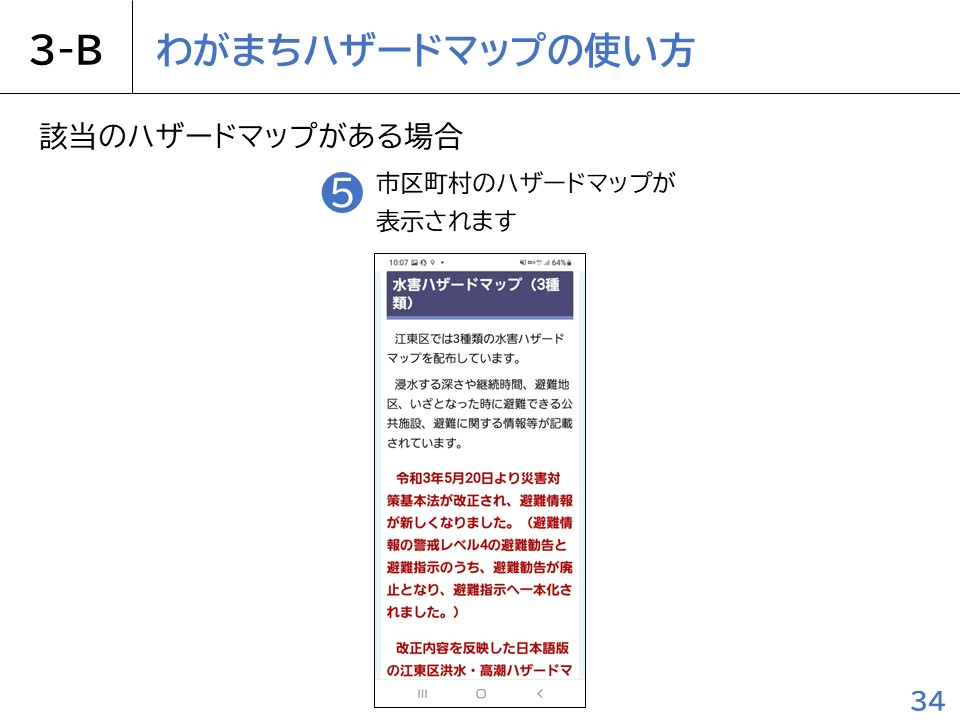 3-B
わがまちハザードマップの使い方
該当のハザードマップがある場合
5
市区町村のハザードマップが
表示されます
10:07
64%
水害ハザードマップ（3種
類）
江東区では3種類の水害ハザード
マップを配布しています。
浸水する深さや継続時間、避難地
区、いざとなった時に避難できる公
共施設、避難に関する情報等が記載
されています。
令和3年5月20日より災害対
策基本法が改正され、避難情報
が新しくなりました。（避難情
報の警戒レベル4の避難勧告と
避難指示のうち、避難勧告が廃
止となり、避難指示へ一本化さ
れました。）
改正内容を反映した日本語版
の江東区洪水・高潮ハザードマ
34